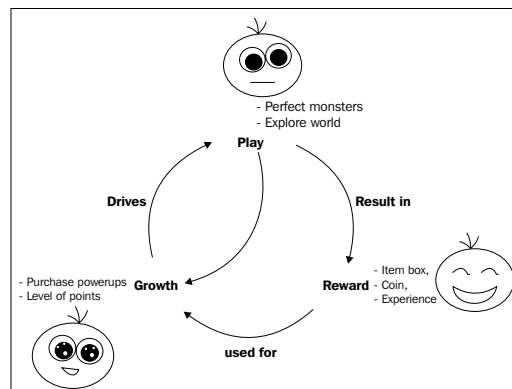 - Perfect monsters
- Explore world
Play
Drives
Result in
- Purchase powerups
- Level of points
Growth
Reward
- Item box,
- Coin,
- Experience
used for